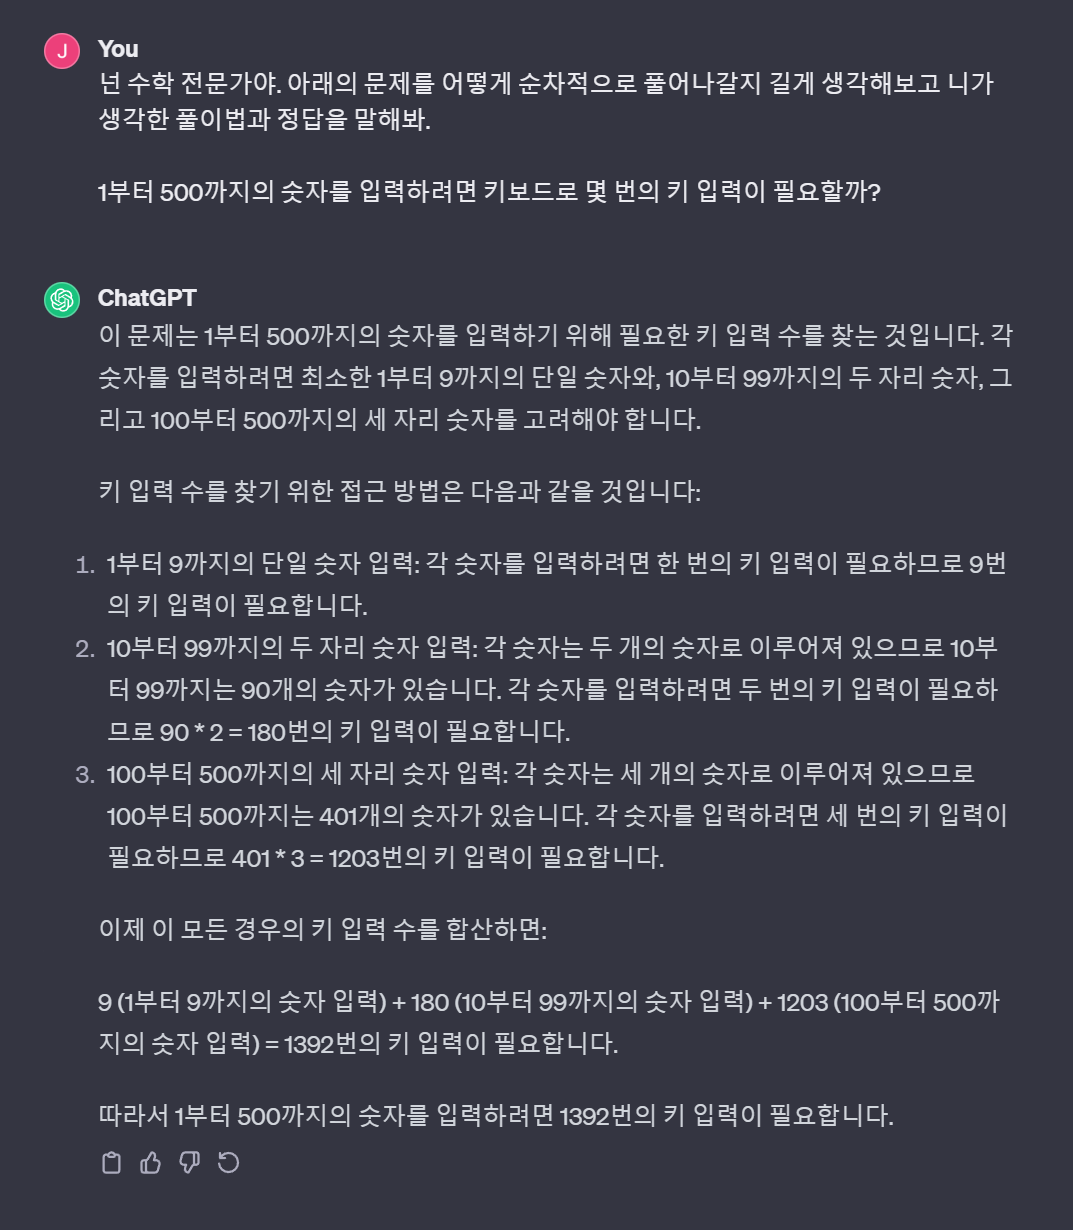 J You
넌 수학 전문가야. 아래의 문제를 어떻게 순차적으로 풀어나갈지 길게 생각해보고 니가
생각한 풀이법과 정답을 말해봐.
1부터 500까지의 숫자를 입력하려면 키보드로 몇 번의 키 입력이 필요할까?
ChatGPT
이 문제는 1부터 500까지의 숫자를 입력하기 위해 필요한 키 입력 수를 찾는 것입니다. 각
숫자를 입력하려면 최소한 1부터 9까지의 단일 숫자와, 10부터 99까지의 두 자리 숫자, 그
리고 100부터 500까지의 세 자리 숫자를 고려해야 합니다.
키 입력 수를 찾기 위한 접근 방법은 다음과 같을 것입니다:
1. 1부터 9까지의 단일 숫자 입력: 각 숫자를 입력하려면 한 번의 키 입력이 필요하므로 9번
의 키 입력이 필요합니다.
2. 10부터 99까지의 두 자리 숫자 입력: 각 숫자는 두 개의 숫자로 이루어져 있으므로 10부
터 99까지는 90개의 숫자가 있습니다. 각 숫자를 입력하려면 두 번의 키 입력이 필요하
므로 90 * 2 = 180번의 키 입력이 필요합니다.
3. 100부터 500까지의 세 자리 숫자 입력: 각 숫자는 세 개의 숫자로 이루어져 있으므로
100부터 500까지는 401개의 숫자가 있습니다. 각 숫자를 입력하려면 세 번의 키 입력이
필요하므로 401 * 3 = 1203번의 키 입력이 필요합니다.
이제 이 모든 경우의 키 입력 수를 합산하면:
9 (1부터 9까지의 숫자 입력) + 180 (10부터 99까지의 숫자 입력) + 1203 (100부터 500까
지의 숫자 입력) = 1392번의 키 입력이 필요합니다.
따라서 1부터 500까지의 숫자를 입력하려면 1392번의 키 입력이 필요합니다.